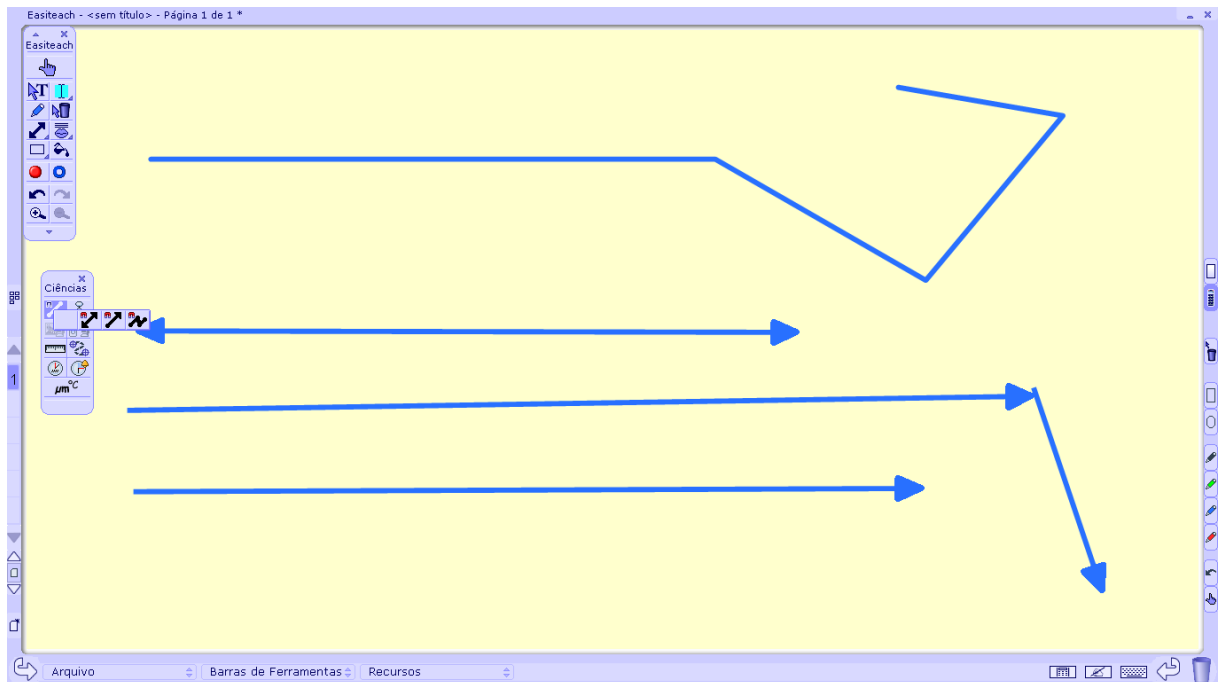 Easiteach - <sem título> - Página 1 de 1 *
Easiteach
T
Ciências
μm°C
1
Arquivo
Barras de Ferramentas
Recursos